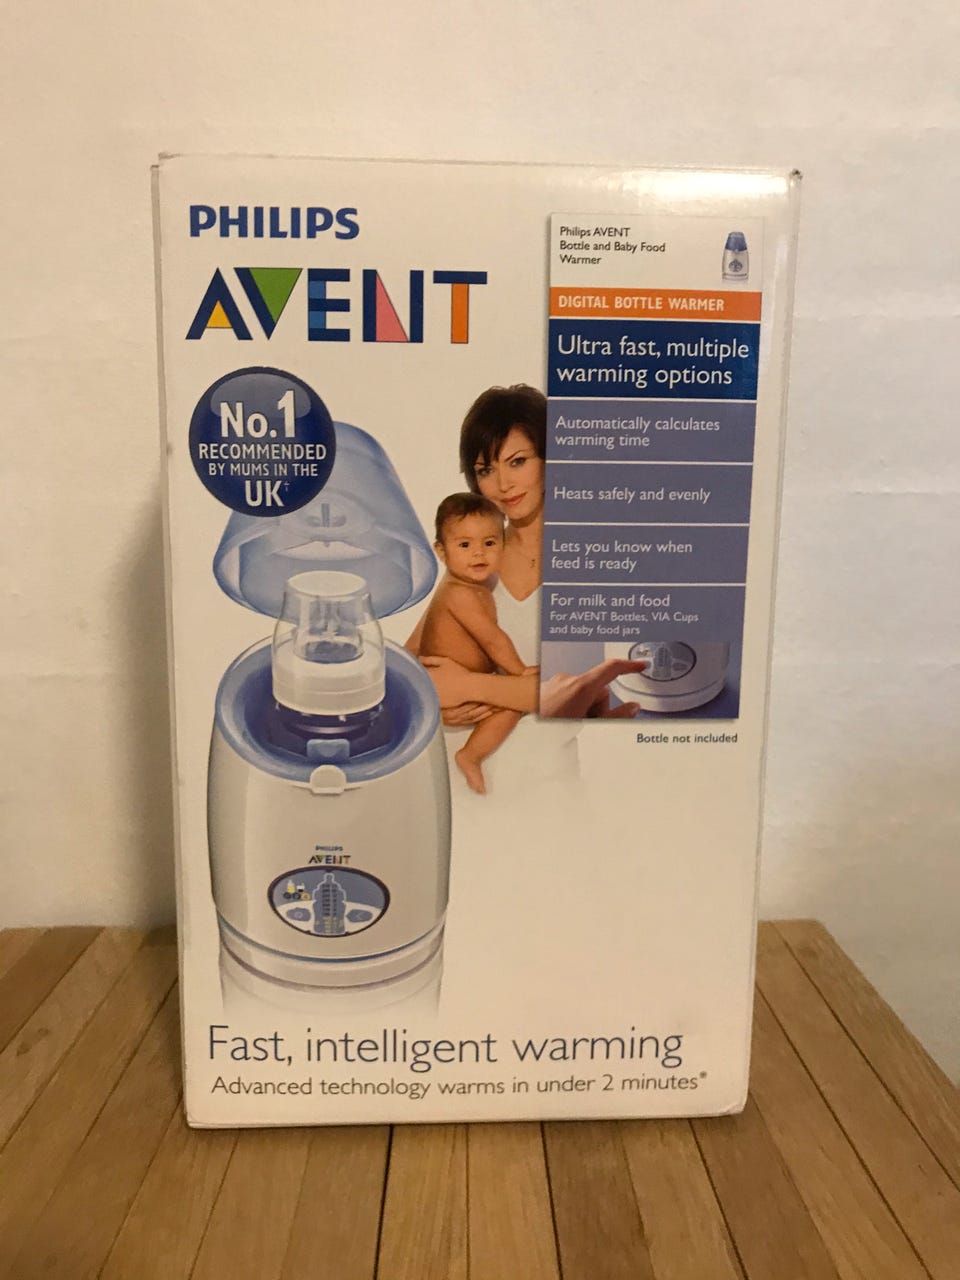 PHILIPS
AVENT
No.1
RECOMMENDED
BY MUMS IN THE
UK†
Philips AVENT
Bottle and Baby Food
Warmer
DIGITAL BOTTLE WARMER
Ultra fast, multiple
warming options
Automatically calculates
warming time
Heats safely and evenly
Lets you know when
feed is ready
For milk and food
For AVENT Bottles, VIA Cups
and baby food jars
Bottle not included
PHILIPS
AVENT
Fast, intelligent warming
Advanced technology warms in under 2 minutes*